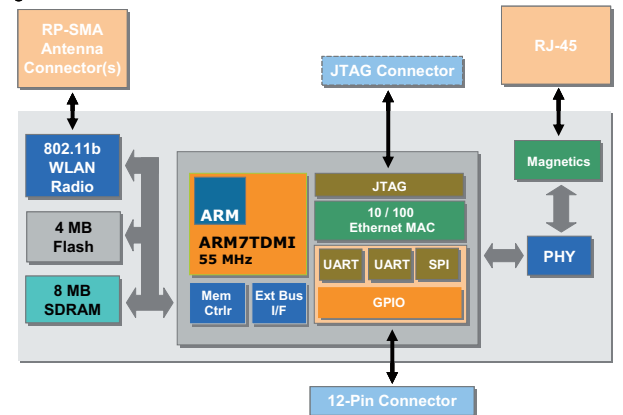 RP-SMA
Antenna
Connector(s)
JTAG Connector
RJ-45
802.11b
WLAN
Radio
4 MB
Flash
8 MB
SDRAM
ARM
ARM7TDMI
55 MHz
Mem
Ctrlr
Ext Bus
I/F
JTAG
10 / 100
Ethernet MAC
UART
UART
SPI
GPIO
Magnetics
PHY
12-Pin Connector